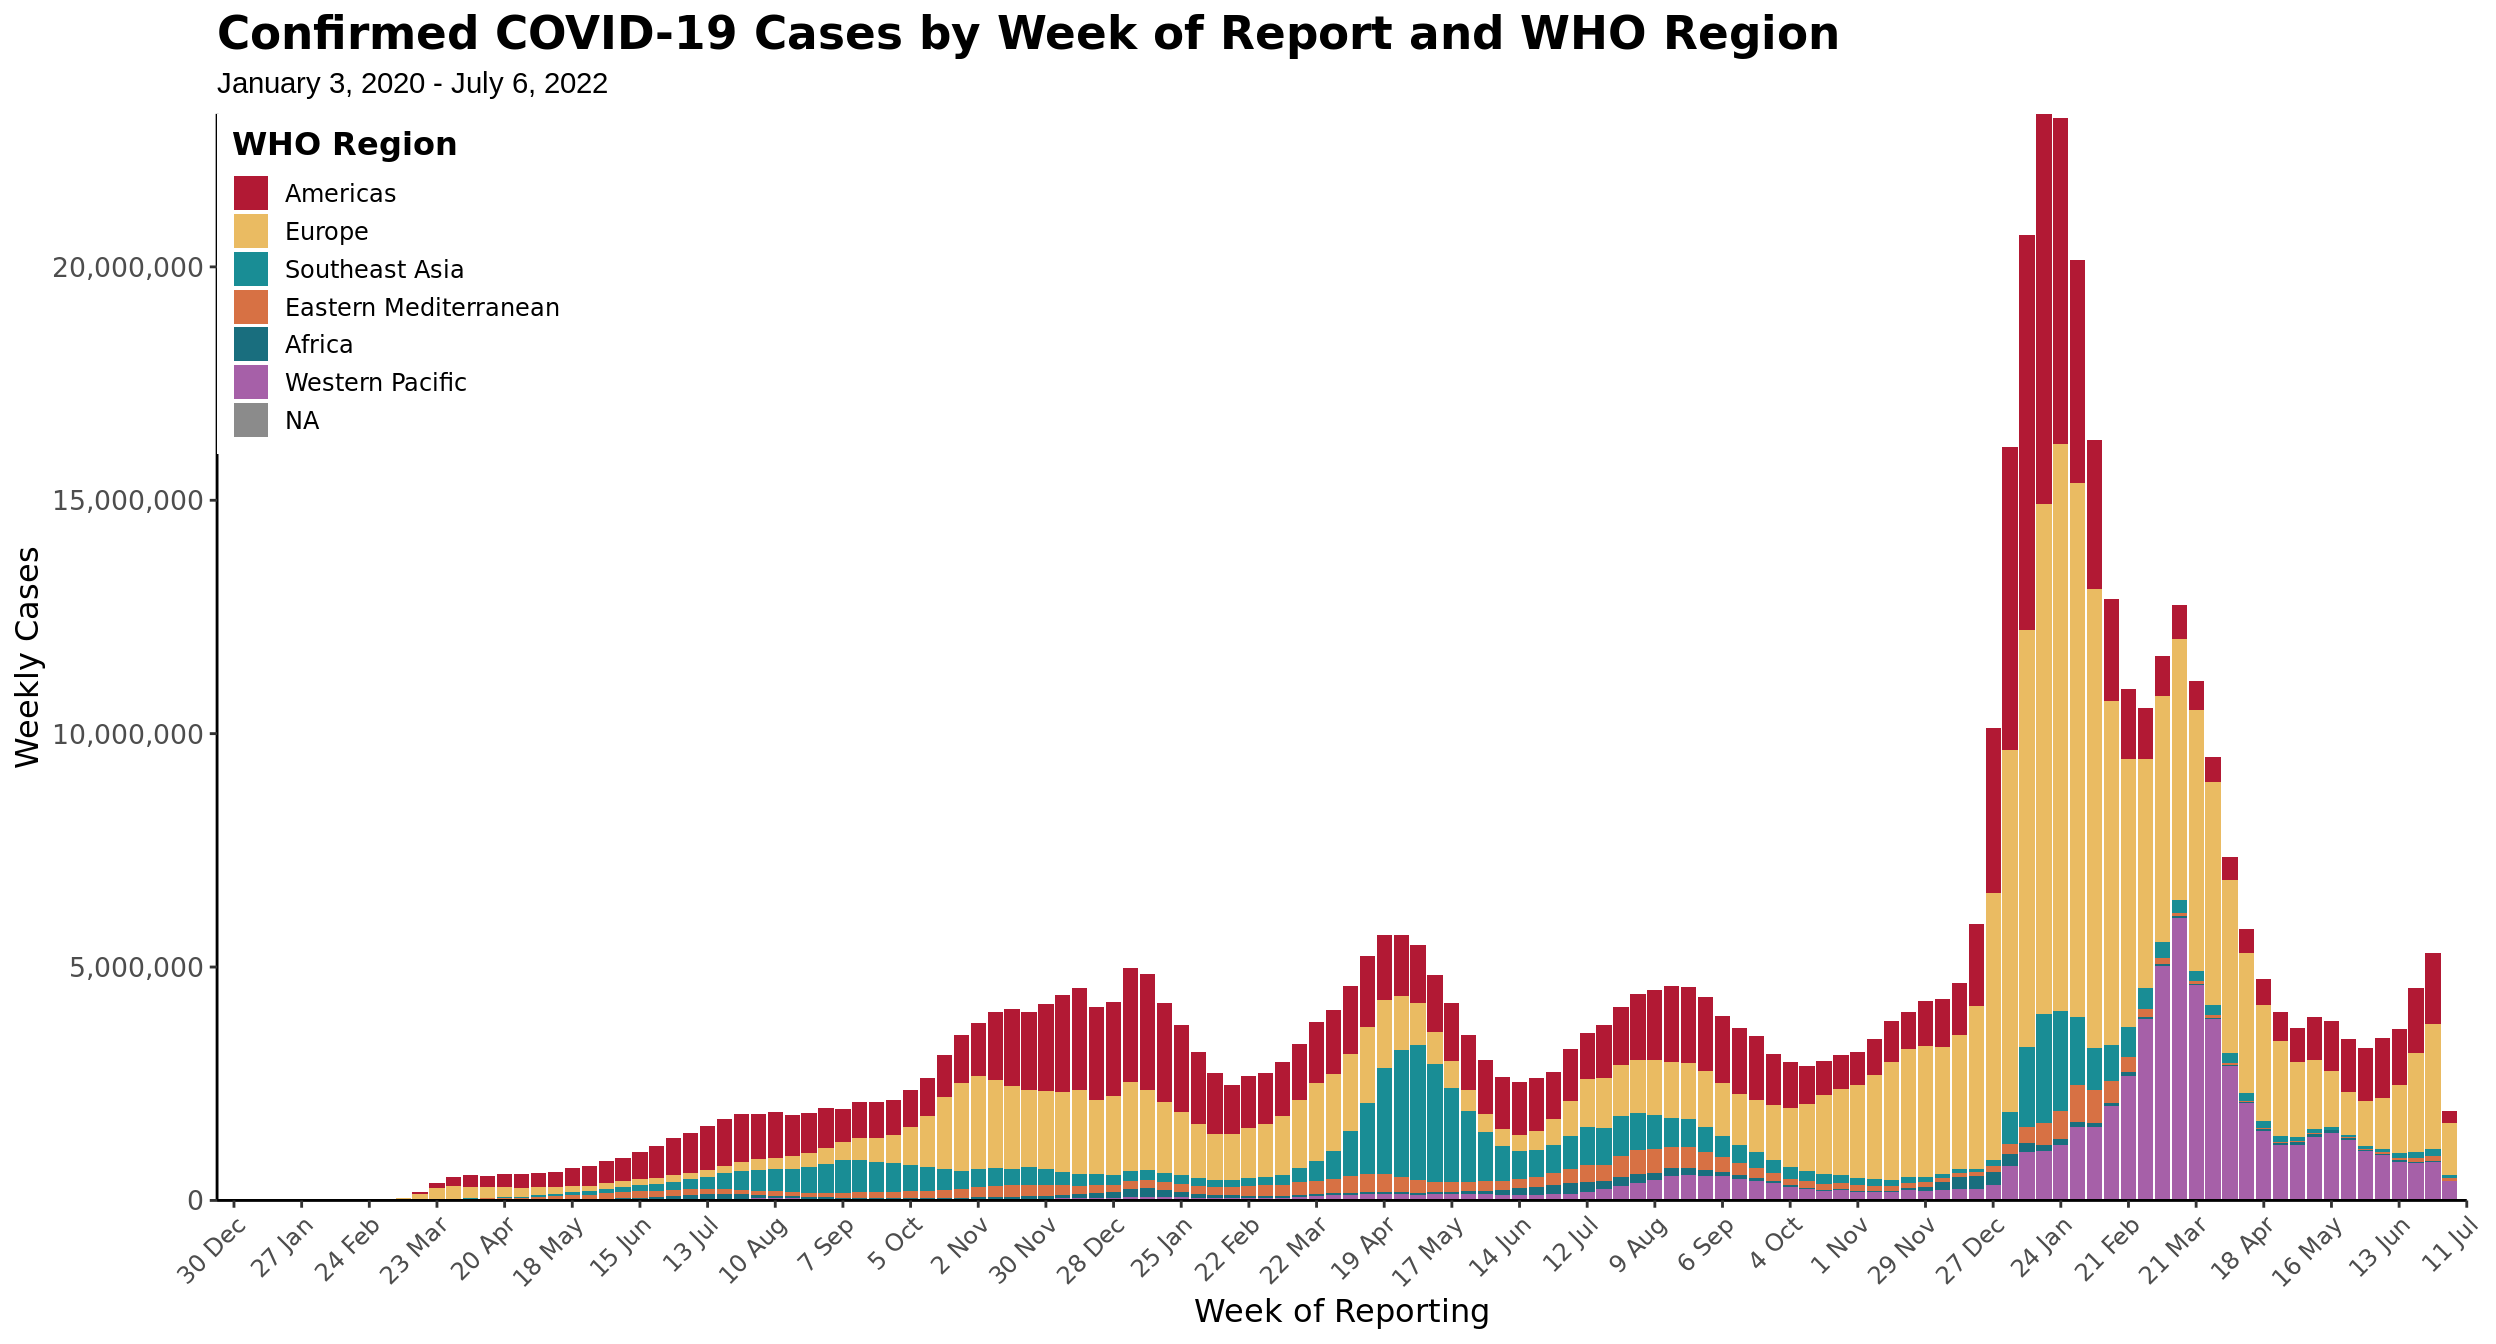 Confirmed COVID-19 Cases by Week of Report and WHO Region
January 3, 2020 - July 6, 2022
WHO Region
Americas
Europe
Southeast Asia
Eastern Mediterranean
Africa
Western Pacific
NA
Weekly Cases
20,000,000
15,000,000
10,000,000
5,000,000
0
30 Dec
27 Jan
24 Feb
23 Mar
20 Apr
18 May
15 Jun
13 Jul
10 Aug
7 Sep
5 Oct
2 Nov
30 Nov
28 Dec
25 Jan
22 Feb
22 Mar
19 Apr
17 May
14 Jun
12 Jul
9 Aug
6 Sep
4 Oct
1 Nov
29 Nov
27 Dec
24 Jan
21 Feb
21 Mar
18 Apr
16 May
13 Jun
11 Jul
Week of Reporting